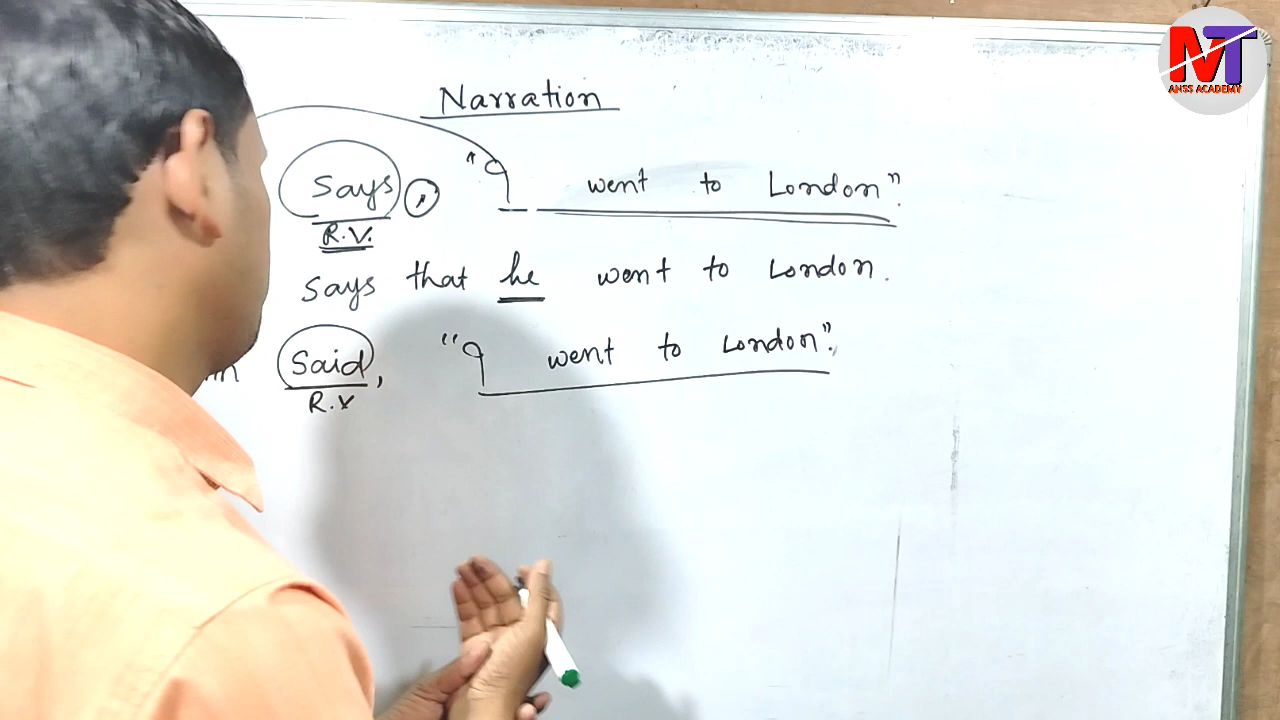 Narration
Says, "I went to London".
R.V.
Says that he went to London.
Said, "I went to London".
R.V
MT
ANSS ACADEMY